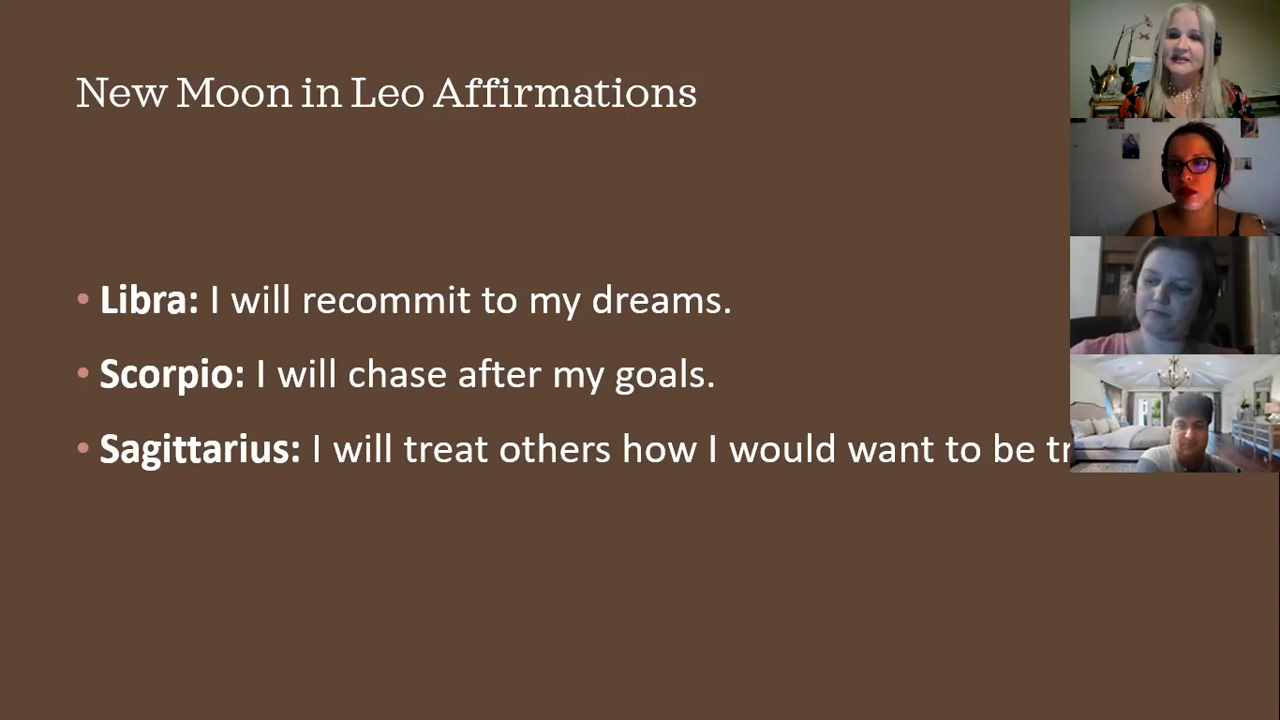 New Moon in Leo Affirmations
• Libra: I will recommit to my dreams.
• Scorpio: I will chase after my goals.
• Sagittarius: I will treat others how I would want to be